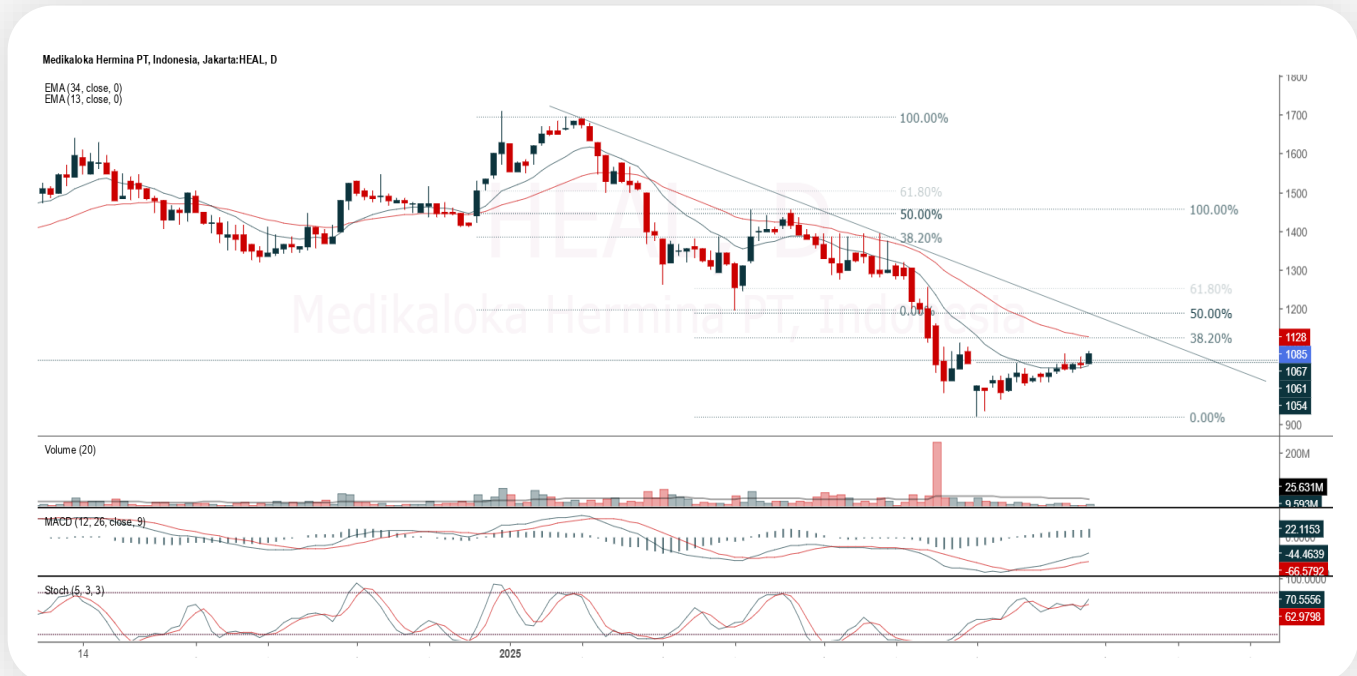 Medikaloka Hermina PT, Indonesia, Jakarta:HEAL, D
EMA (34, close, 0)
EMA (13, close, 0)
HEAL, D
Medikaloka Hermina PT, Indonesia
100.00%
61.80%
50.00%
38.20%
0.00%
100.00%
61.80%
50.00%
38.20%
0.00%
1800
1700
1600
1500
1400
1300
1200
1128
1085
1067
1061
1054
900
Volume (20)
200M
25.631M
9.593M
MACD (12, 26, close, 9)
22.1153
0.0000
-44.4639
-66.5792
Stoch (5, 3, 3)
100.0000
70.5556
62.9798
14
2025